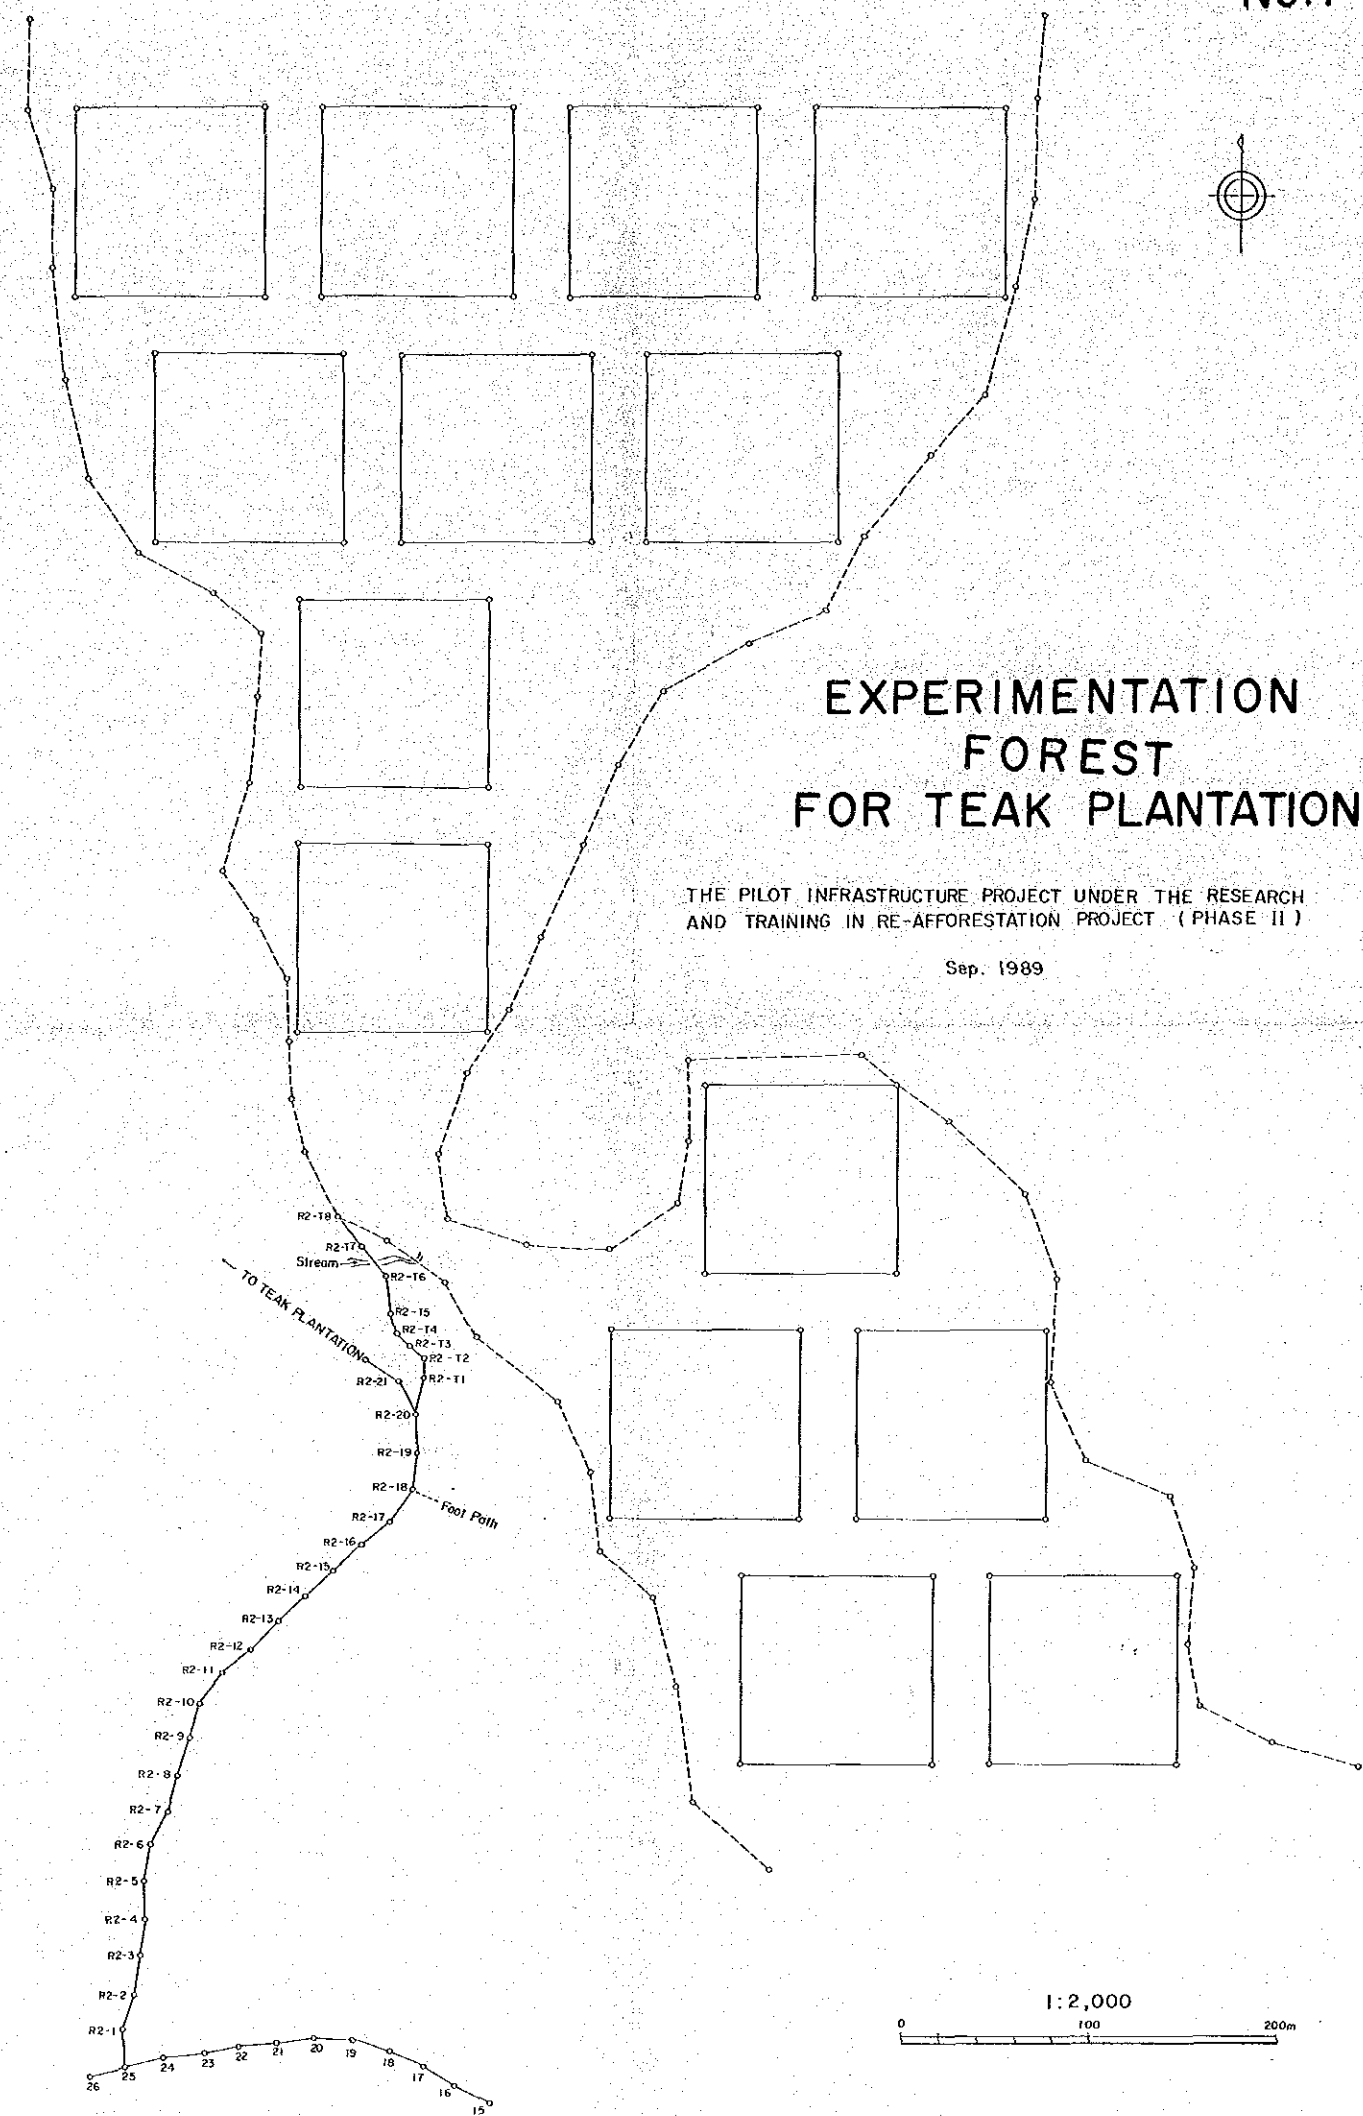 EXPERIMENTATION
FOREST
FOR TEAK PLANTATION
THE PILOT INFRASTRUCTURE PROJECT UNDER THE RESEARCH
AND TRAINING IN RE-AFFORESTATION PROJECT (PHASE II)
Sep. 1989
R2-T8
R2-T7
Stream
R2-T6
TO TEAK PLANTATION
R2-T5
R2-T4
R2-T3
R2-T2
R2-T1
R2-21
R2-20
R2-19
R2-18
Foot Path
R2-17
R2-16
R2-15
R2-14
R2-13
R2-12
R2-11
R2-10
R2-9
R2-8
R2-7
R2-6
R2-5
R2-4
R2-3
R2-2
R2-1
1:2,000
0 100 200m
26 25 24 23 22 21 20 19 18 17 16 15